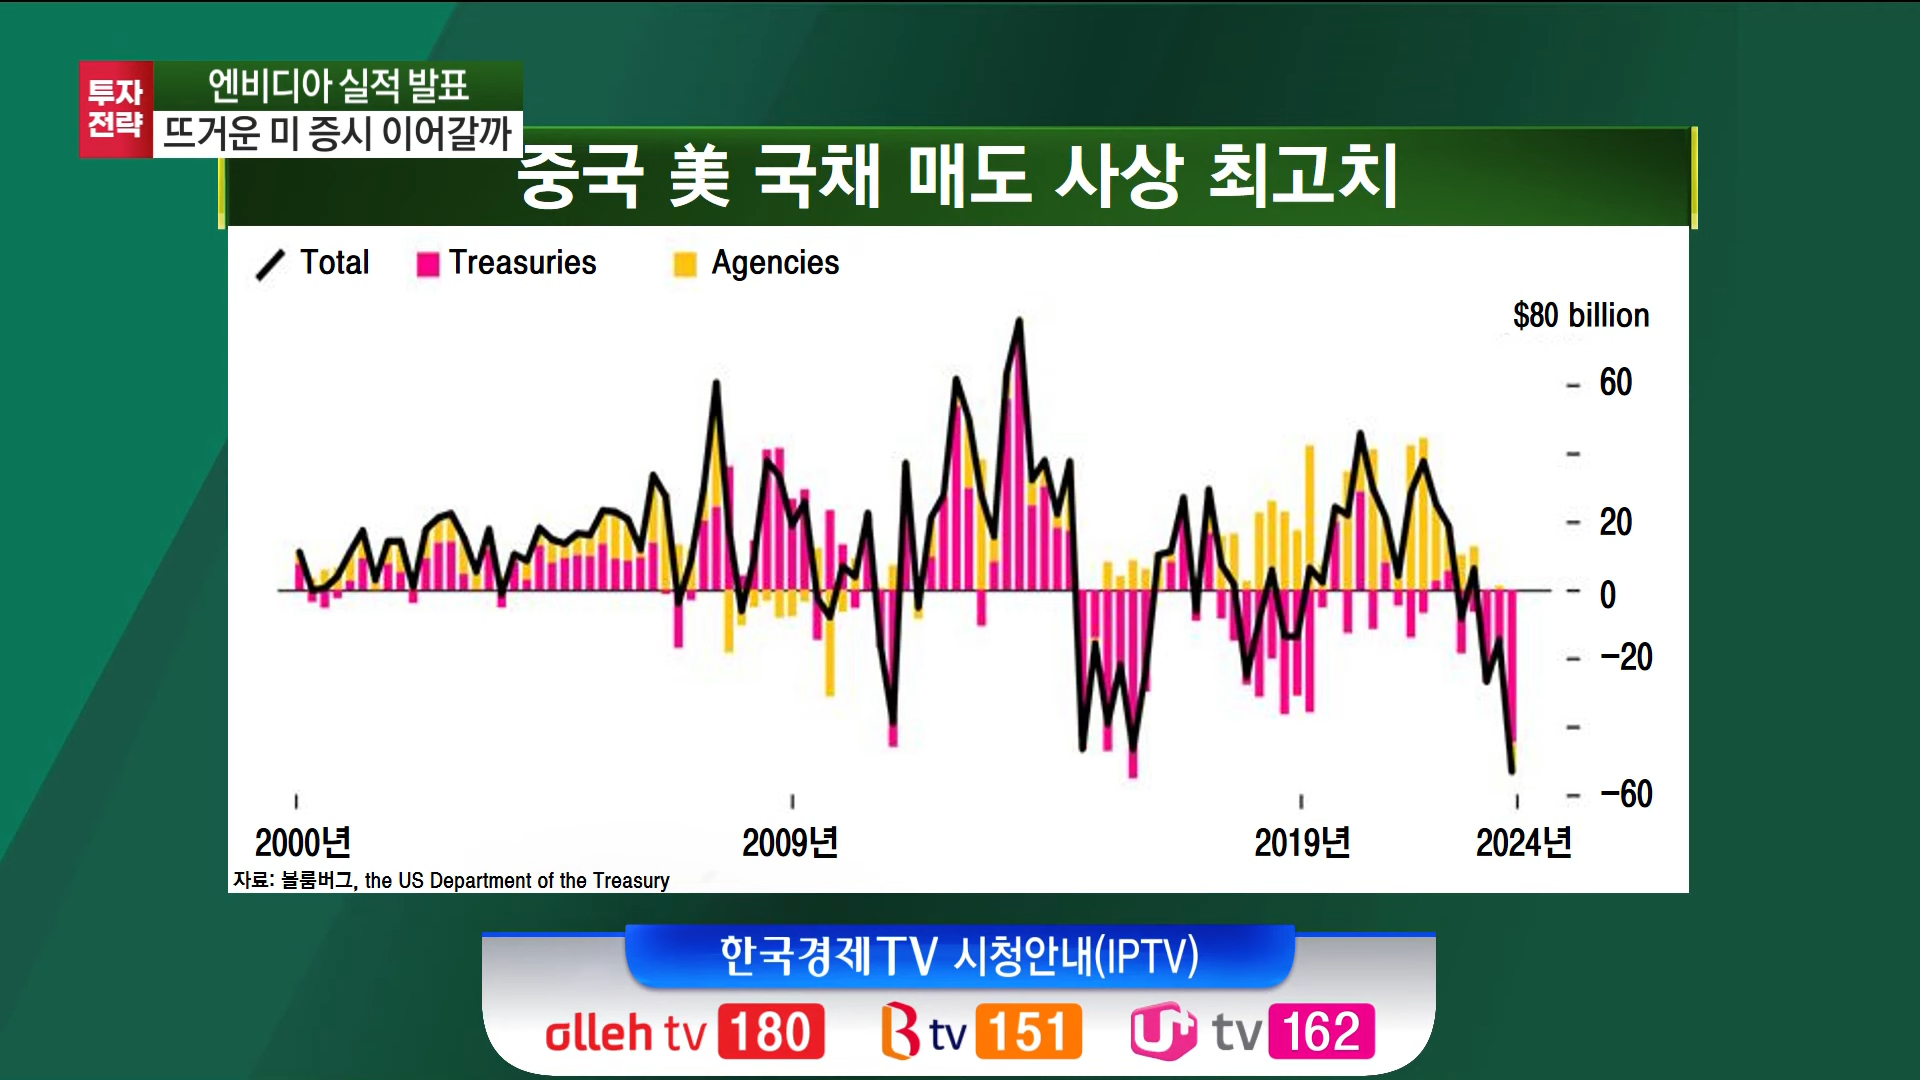 투자
전략
엔비디아 실적 발표
뜨거운 미 증시 이어갈까
중국 美 국채 매도 사상 최고치
Total Treasuries Agencies
$80 billion
60
20
0
-20
-60
2000년 2009년 2019년 2024년
자료: 블룸버그, the US Department of the Treasury
한국경제TV 시청안내(IPTV)
olleh tv 180 B tv 151 U+ tv 162